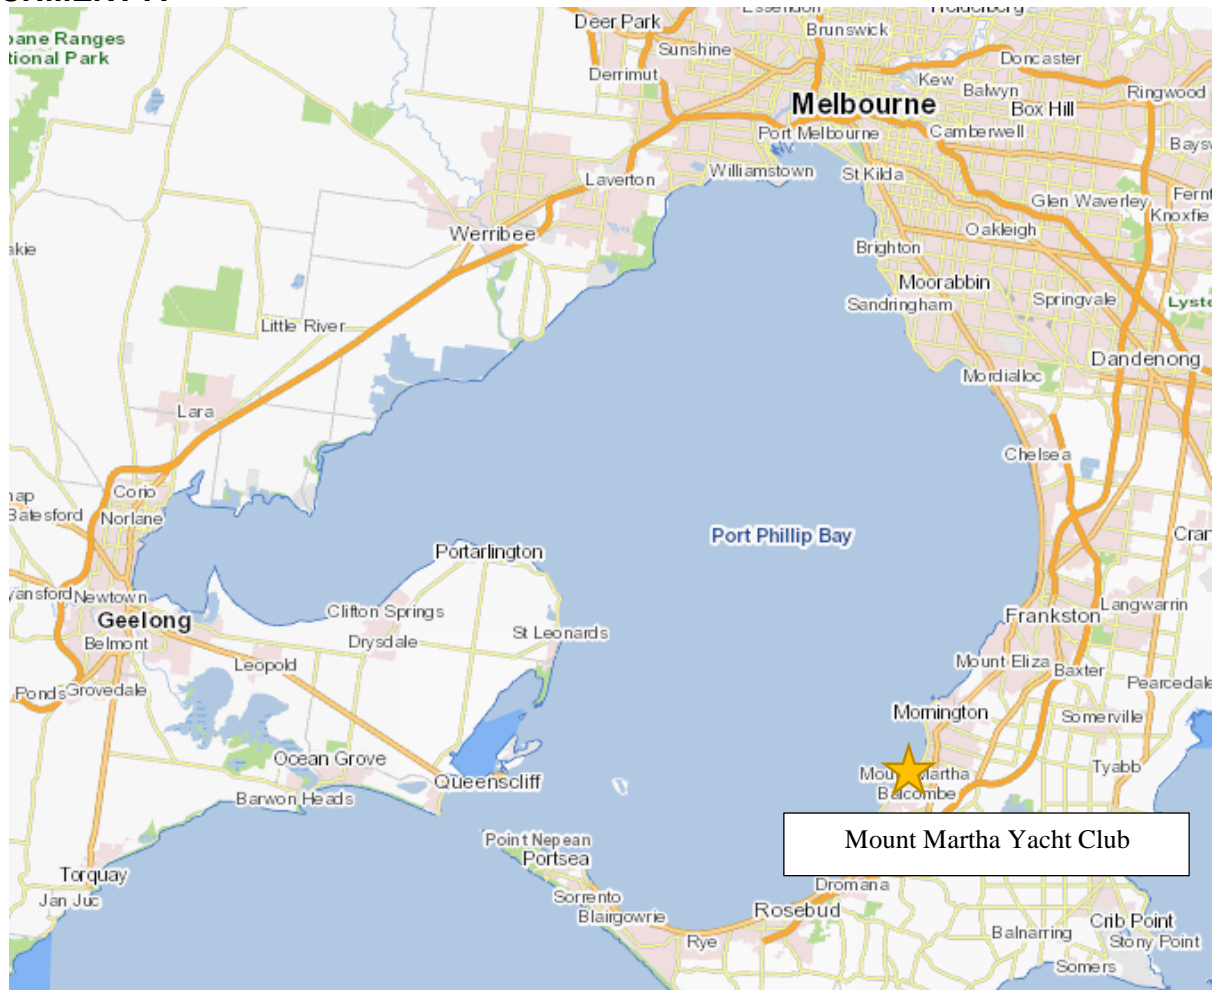 Deer Park
Essendon
Brunswick
Sunshine
Doncaster
Derrimut
Kew
Balwyn
Ringwood
Melbourne
Box Hill
Port Melbourne
Camberwell
Laverton
Williamstown
St Kilda
Glen Waverley
Werribee
Oakleigh
Brighton
Moorabbin
Sandringham
Springvale
Little River
Dandenong
Mordialloc
Lara
Chelsea
Corio
Batesford
Norlane
Port Phillip Bay
Portarlington
Newtown
Clifton Springs
Langwarrin
Geelong
Frankston
Belmont
Drysdale
St Leonards
Leopold
Mount Eliza
Baxter
Grovedale
Mornington
Somerville
Ocean Grove
Tyabb
Queenscliff
Balcombe
Barwon Heads
Mount Martha Yacht Club
Point Nepean
Portsea
Torquay
Dromana
Jan Juc
Sorrento
Rosebud
Blairgowrie
Crib Point
Rye
Balnarring
Stony Point
Somers